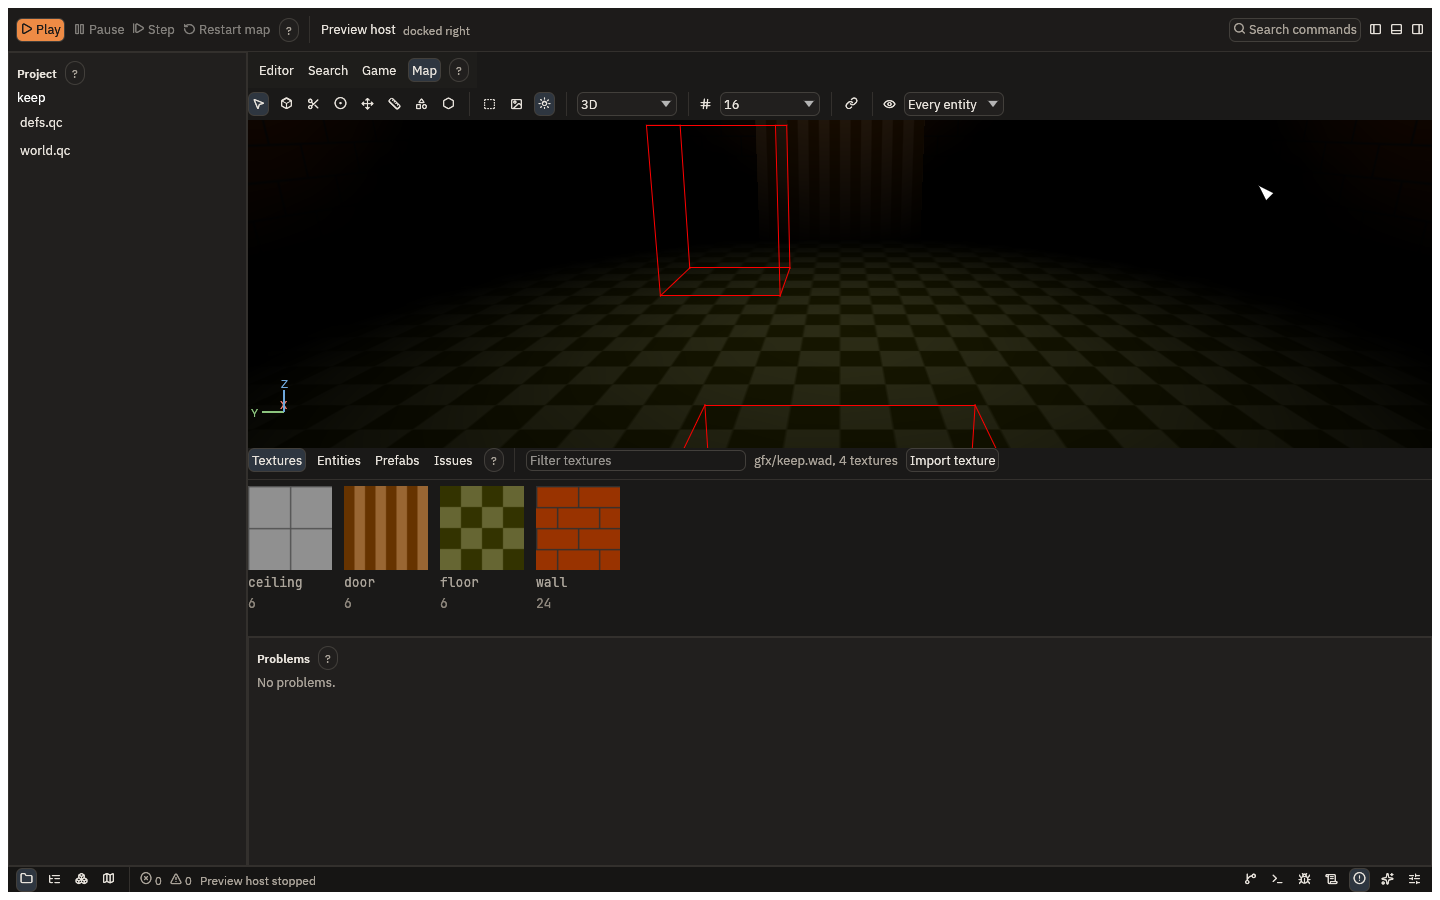 Play Pause Step Restart map ? Preview host docked right Search commands
Project ?
keep
defs.qc
world.qc
Editor Search Game Map ?
3D 16 Every entity
Z
Y X
Textures Entities Prefabs Issues ? Filter textures gfx/keep.wad, 4 textures Import texture
ceiling door floor wall
6 6 6 24
Problems ?
No problems.
0 0 Preview host stopped